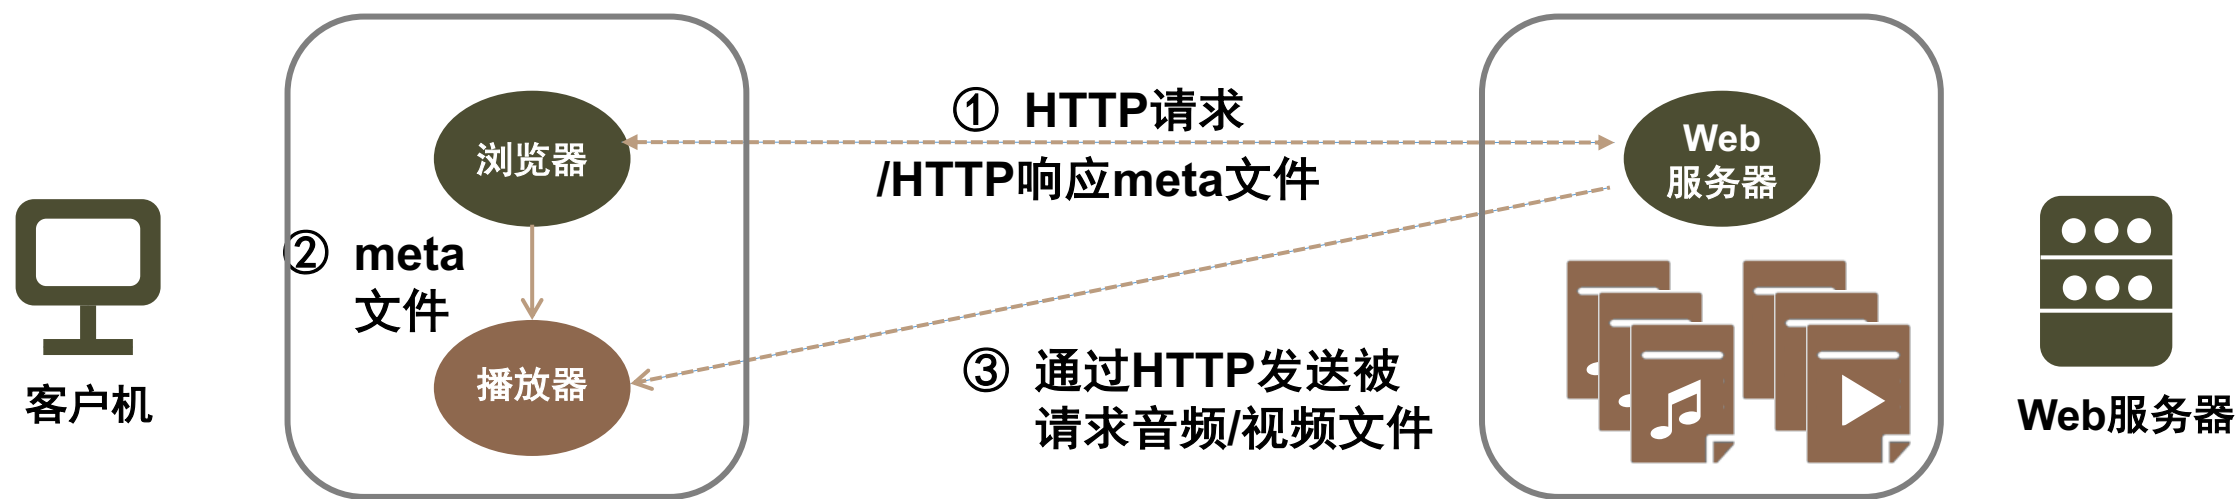 ① HTTP请求
/HTTP响应meta文件
浏览器
Web
服务器
② meta
文件
播放器
③ 通过HTTP发送被
请求音频/视频文件
客户机
Web服务器